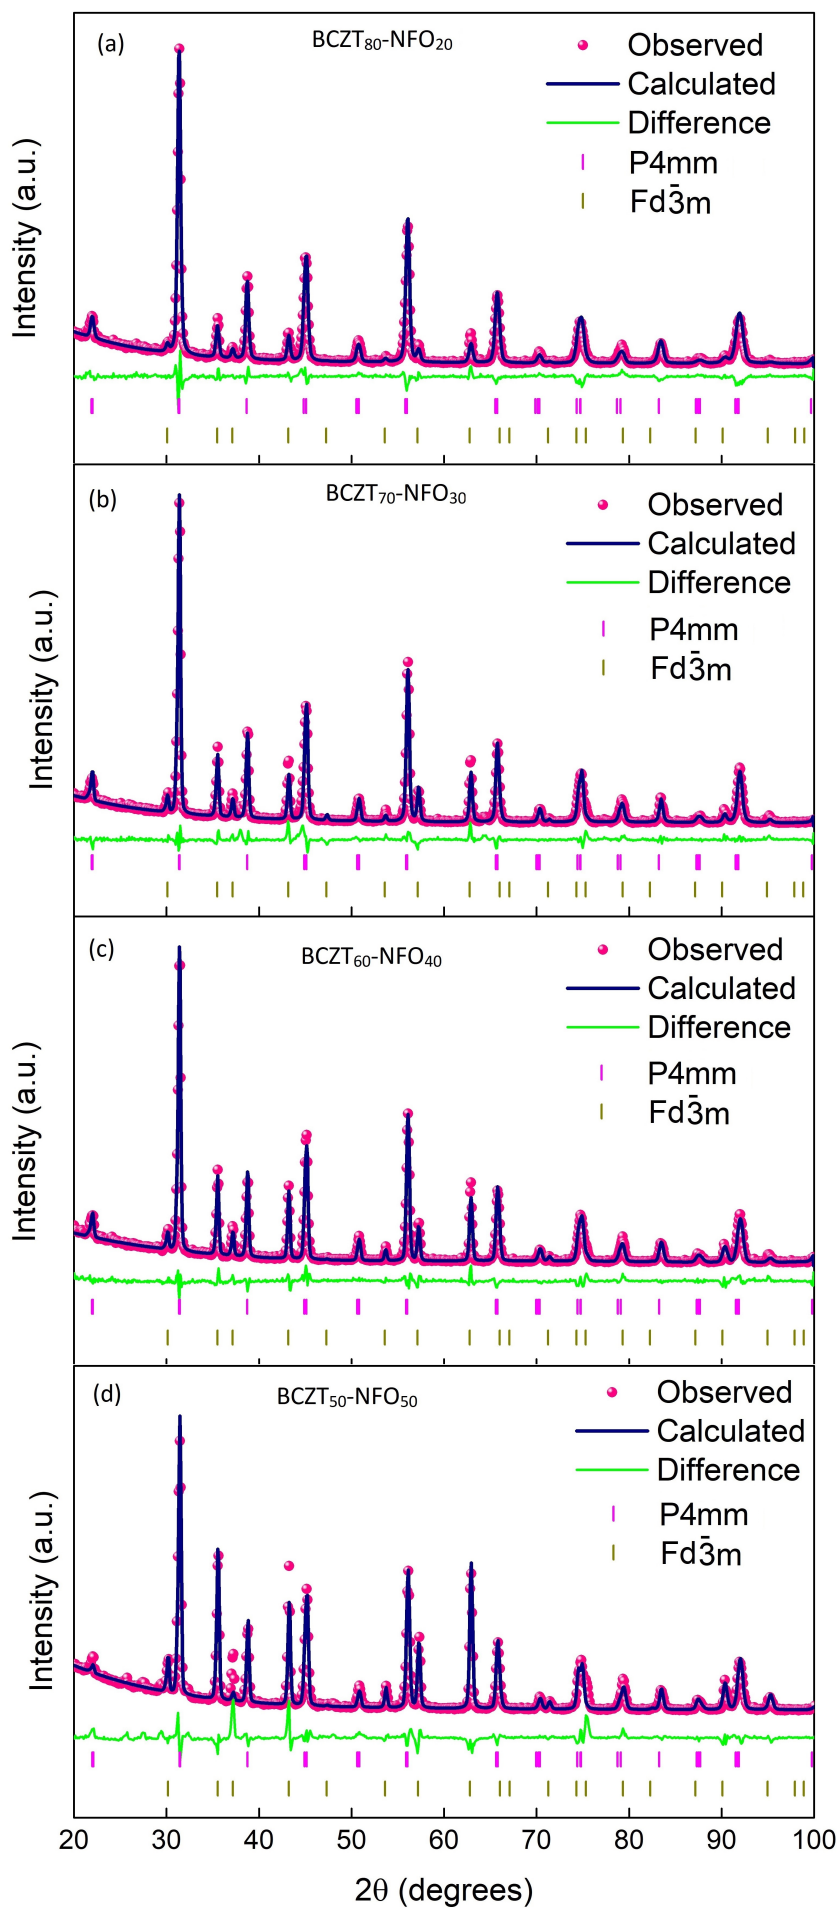 (a) BCZT₈₀-NFO₂₀
Observed
Calculated
Difference
P4mm
Fd3̄m
Intensity (a.u.)
(b) BCZT₇₀-NFO₃₀
Observed
Calculated
Difference
P4mm
Fd3̄m
Intensity (a.u.)
(c) BCZT₆₀-NFO₄₀
Observed
Calculated
Difference
P4mm
Fd3̄m
Intensity (a.u.)
(d) BCZT₅₀-NFO₅₀
Observed
Calculated
Difference
P4mm
Fd3̄m
Intensity (a.u.)
20 30 40 50 60 70 80 90 100
2θ (degrees)